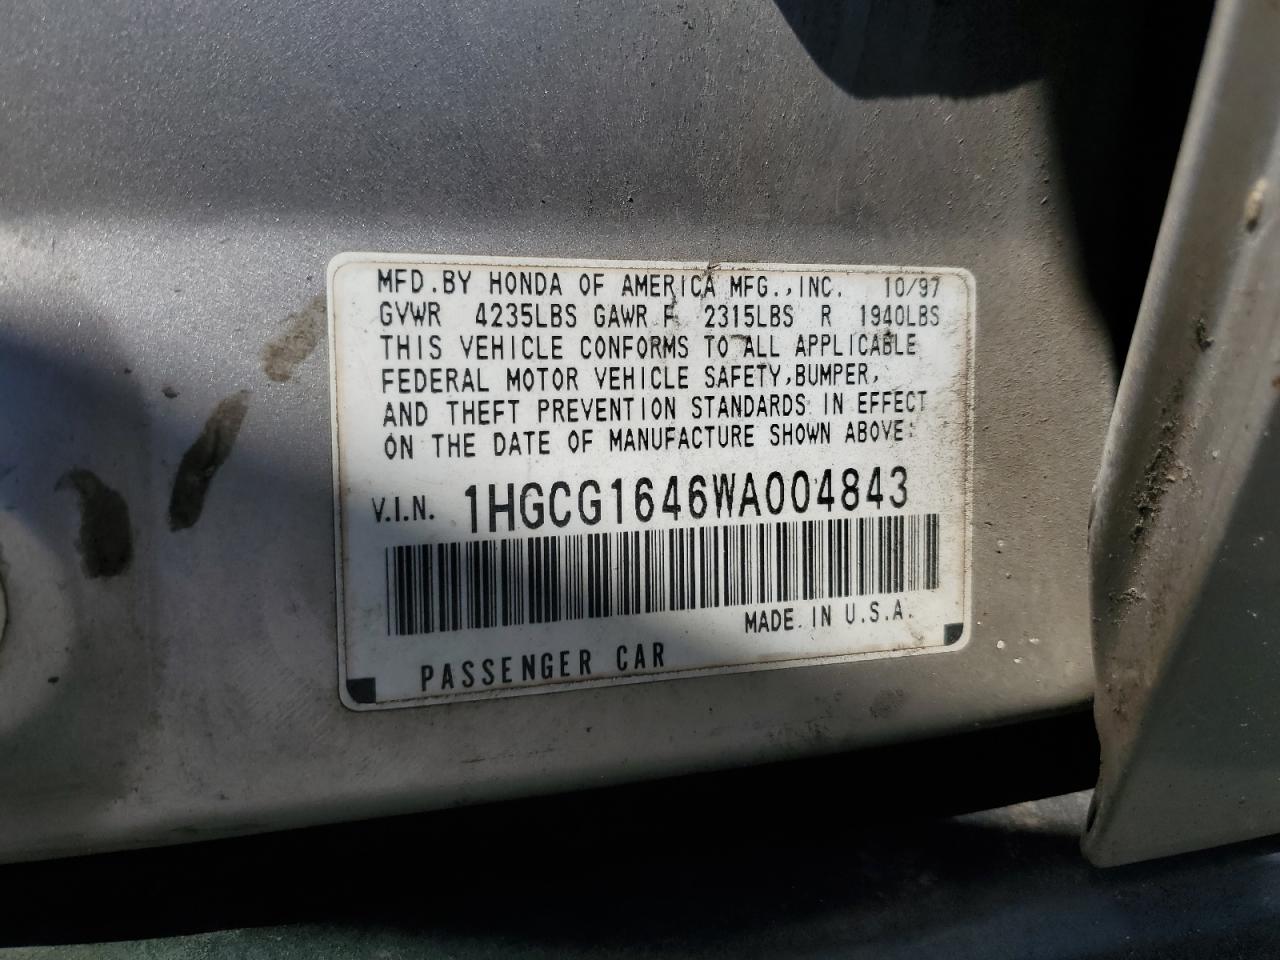 MFD.BY HONDA OF AMERICA MFG.,INC. 10/97
GVWR 4235LBS GAWR F 2315LBS R 1940LBS
THIS VEHICLE CONFORMS TO ALL APPLICABLE
FEDERAL MOTOR VEHICLE SAFETY,BUMPER,
AND THEFT PREVENTION STANDARDS IN EFFECT
ON THE DATE OF MANUFACTURE SHOWN ABOVE:
V.I.N. 1HGCG1646WA004843
MADE IN U.S.A.
PASSENGER CAR